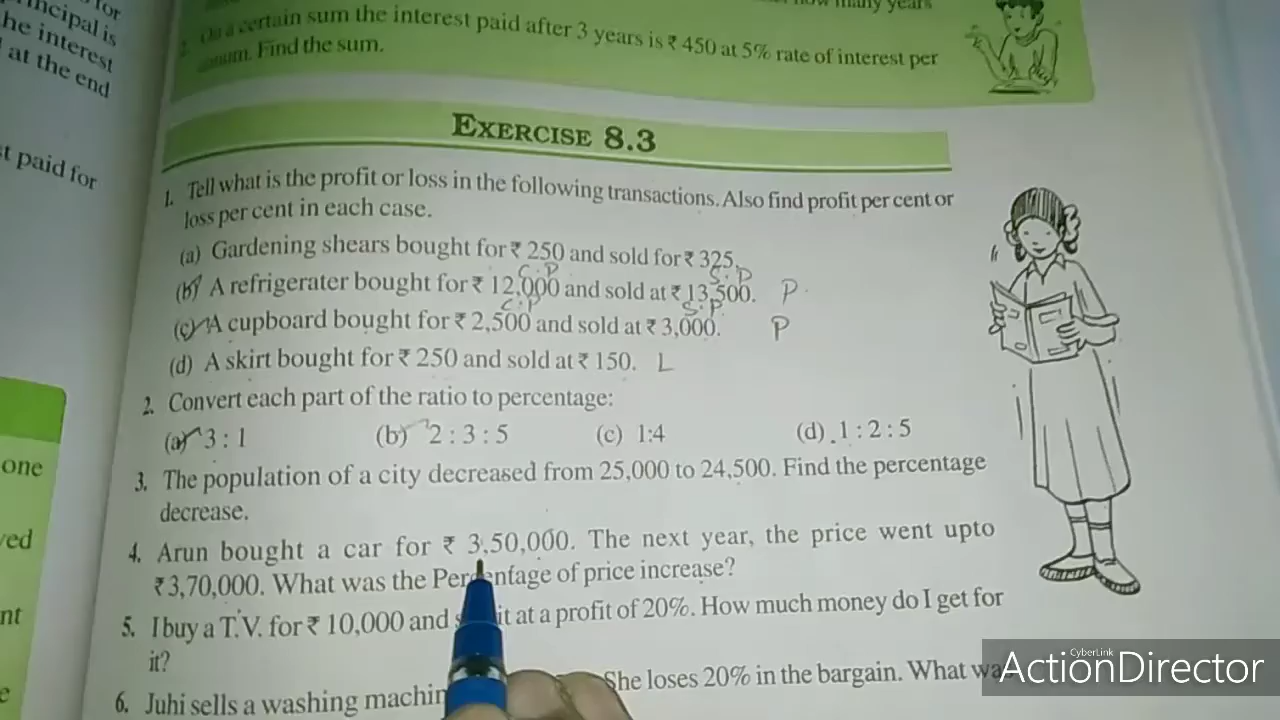 for
ncipal is
he interest
at the end
t paid for
many years
On a certain sum the interest paid after 3 years is ₹ 450 at 5% rate of interest per
Find the sum.
EXERCISE 8.3
1. Tell what is the profit or loss in the following transactions. Also find profit per cent or
loss per cent in each case.
(a) Gardening shears bought for ₹ 250 and sold for ₹ 325.
C.P S.P
(b) A refrigerater bought for ₹ 12,000 and sold at ₹ 13,500. P
C.P S.P
(c) A cupboard bought for ₹ 2,500 and sold at ₹ 3,000. P
(d) A skirt bought for ₹ 250 and sold at ₹ 150. L
2. Convert each part of the ratio to percentage:
(a) 3 : 1 (b) 2 : 3 : 5 (c) 1:4 (d) 1 : 2 : 5
3. The population of a city decreased from 25,000 to 24,500. Find the percentage
decrease.
4. Arun bought a car for ₹ 3,50,000. The next year, the price went upto
₹ 3,70,000. What was the Percentage of price increase?
5. I buy a T.V. for ₹ 10,000 and it at a profit of 20%. How much money do I get for
it?
6. Juhi sells a washing machin She loses 20% in the bargain. What wa
one
ved
nt
e
CyberLink
ActionDirector